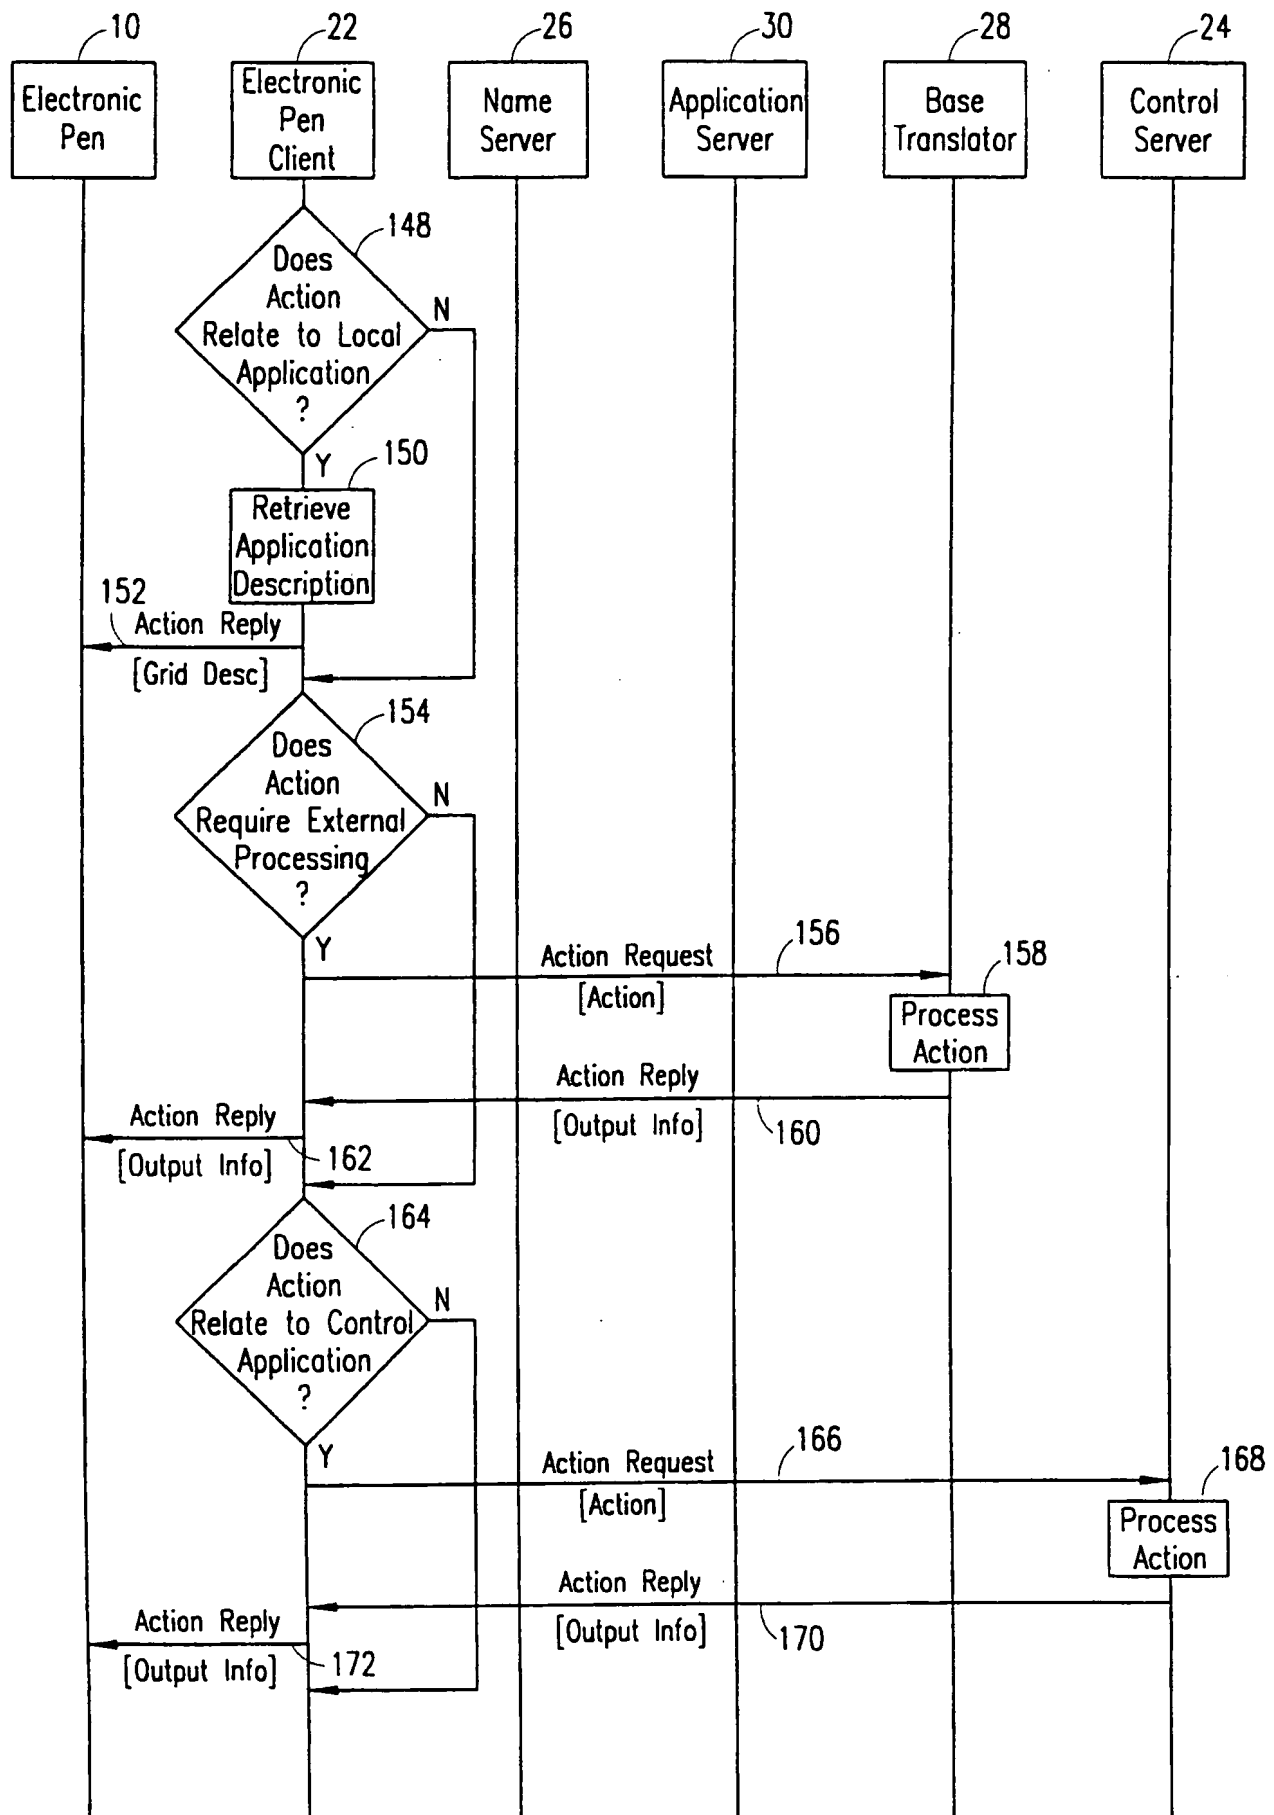 10
22
26
30
28
24
Electronic
Pen
Electronic
Pen
Client
Name
Server
Application
Server
Base
Translator
Control
Server
148
Does
Action
Relate to Local
Application
?
N
Y
150
Retrieve
Application
Description
152
Action Reply
[Grid Desc]
154
Does
Action
Require External
Processing
?
N
Y
Action Request
156
[Action]
158
Process
Action
Action Reply
[Output Info]
160
Action Reply
[Output Info]
162
164
Does
Action
Relate to Control
Application
?
N
Y
Action Request
166
[Action]
168
Process
Action
Action Reply
[Output Info]
170
Action Reply
[Output Info]
172